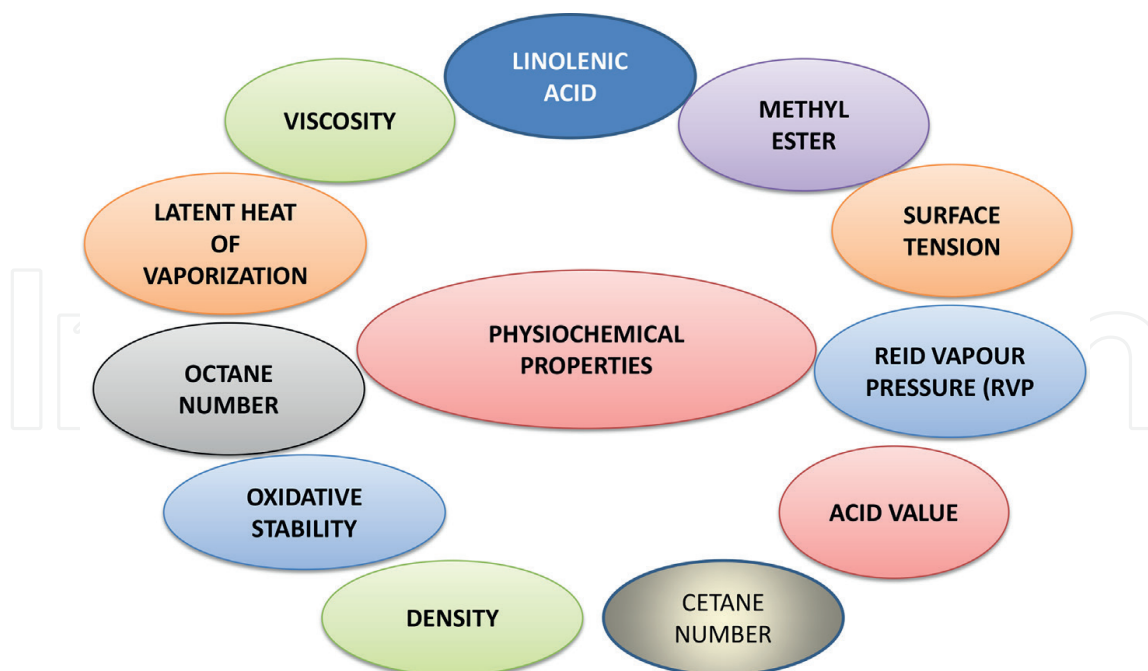 LINOLENIC
ACID
METHYL
ESTER
SURFACE
TENSION
REID VAPOUR
PRESSURE (RVP
ACID VALUE
CETANE
NUMBER
DENSITY
OXIDATIVE
STABILITY
OCTANE
NUMBER
LATENT HEAT
OF
VAPORIZATION
VISCOSITY
PHYSIOCHEMICAL
PROPERTIES